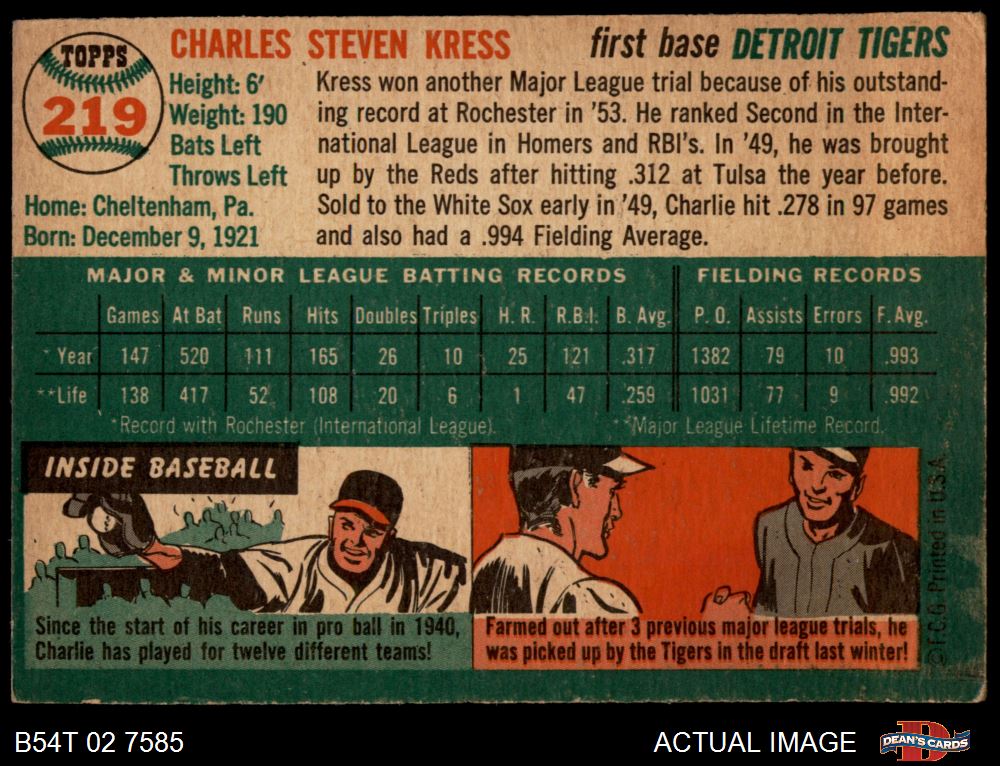 TOPPS
219
CHARLES STEVEN KRESS first base DETROIT TIGERS
Height: 6'
Weight: 190
Bats Left
Throws Left
Home: Cheltenham, Pa.
Born: December 9, 1921
Kress won another Major League trial because of his outstand-
ing record at Rochester in '53. He ranked Second in the Inter-
national League in Homers and RBI's. In '49, he was brought
up by the Reds after hitting .312 at Tulsa the year before.
Sold to the White Sox early in '49, Charlie hit .278 in 97 games
and also had a .994 Fielding Average.
MAJOR & MINOR LEAGUE BATTING RECORDS FIELDING RECORDS
Games At Bat Runs Hits Doubles Triples H. R. R.B.I. B. Avg. P. O. Assists Errors F. Avg.
*Year 147 520 111 165 26 10 25 121 .317 1382 79 10 .993
**Life 138 417 52 108 20 6 1 47 .259 1031 77 9 .992
*Record with Rochester (International League). **Major League Lifetime Record.
INSIDE BASEBALL
Since the start of his career in pro ball in 1940,
Charlie has played for twelve different teams!
Farmed out after 3 previous major league trials, he
was picked up by the Tigers in the draft last winter!
© T.C.G. Printed in U.S.A.
B54T 02 7585
ACTUAL IMAGE
D
DEAN'S CARDS